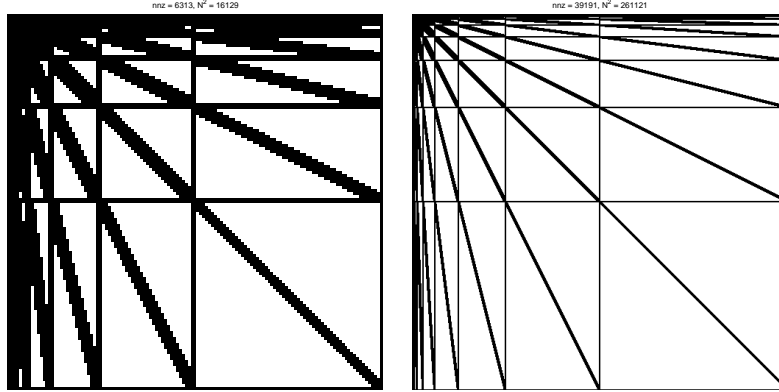 nnz = 6313, N² = 16129
nnz = 39191, N² = 261121